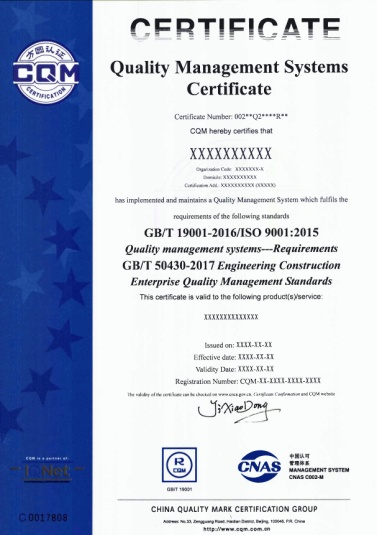 CERTIFICATE
方圆认证
CQM
CERTIFICATION
Quality Management Systems
Certificate
Certificate Number: 002**Q2****R**
CQM hereby certifies that
XXXXXXXXXX
Organization Code: XXXXXXX-X
Domicile: XXXXXXXXXX
Certification Add.: XXXXXXXXXX (XXXXX)
has implemented and maintains a Quality Management System which fulfils the
requirements of the following standards
GB/T 19001-2016/ISO 9001:2015
Quality management systems---Requirements
GB/T 50430-2017 Engineering Construction
Enterprise Quality Management Standards
This certificate is valid to the following product(s)/service:
XXXXXXXXXXXXX
Issued on: XXXX-XX-XX
Effective date: XXXX-XX-XX
Validity Date: XXXX-XX-XX
Registration Number: CQM-XX-XXXX-XXXX-XXXX
The validity of the certificate can be checked on www.cnca.gov.cn. Certificate Confirmation and CQM website
Ji XiaoDong
CQM is a partner of:
IQNet
R
CQM
GB/T 19001
CNAS
中国认可
管理体系
MANAGEMENT SYSTEM
CNAS C002-M
C 0017808
CHINA QUALITY MARK CERTIFICATION GROUP
Address: No.33, Zengguang Road, Haidian District, Beijing, 100048, P.R. China
http://www.cqm.com.cn